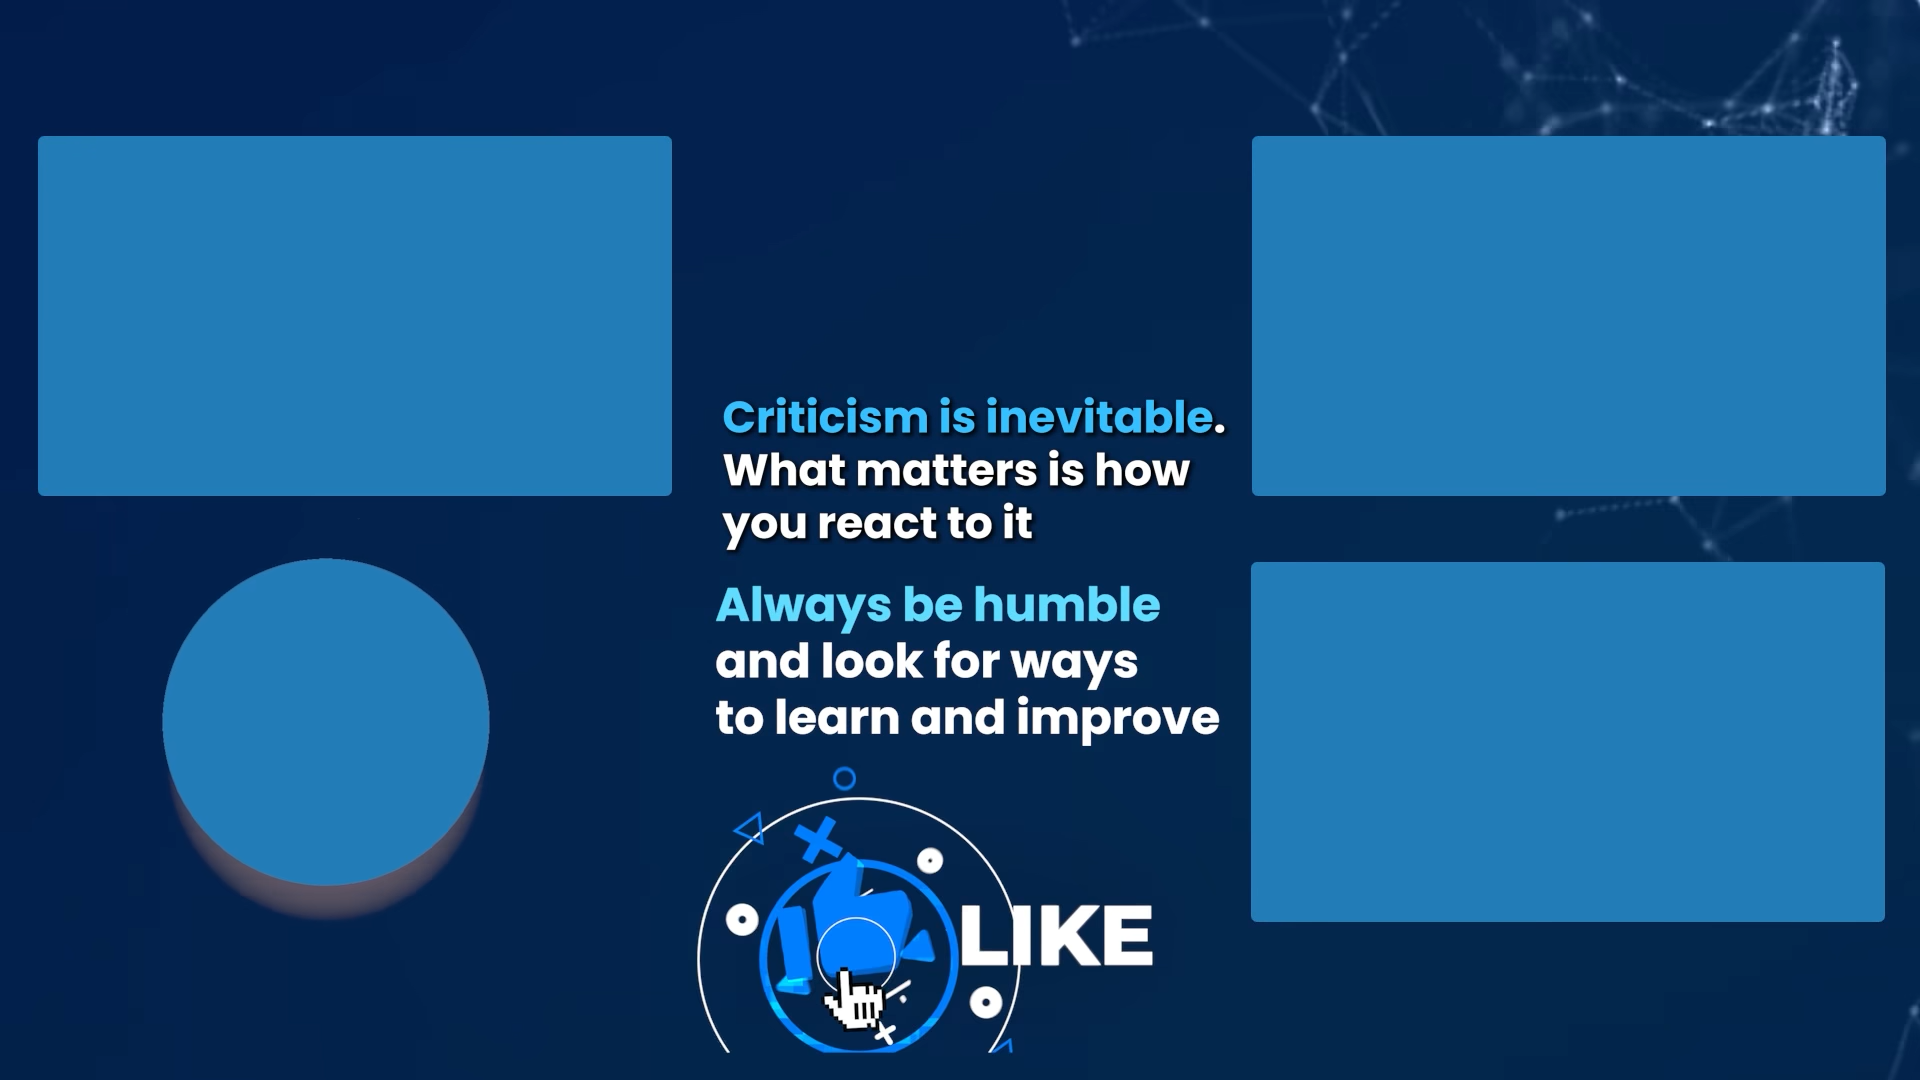 Criticism is inevitable.
What matters is how
you react to it
Always be humble
and look for ways
to learn and improve
LIKE